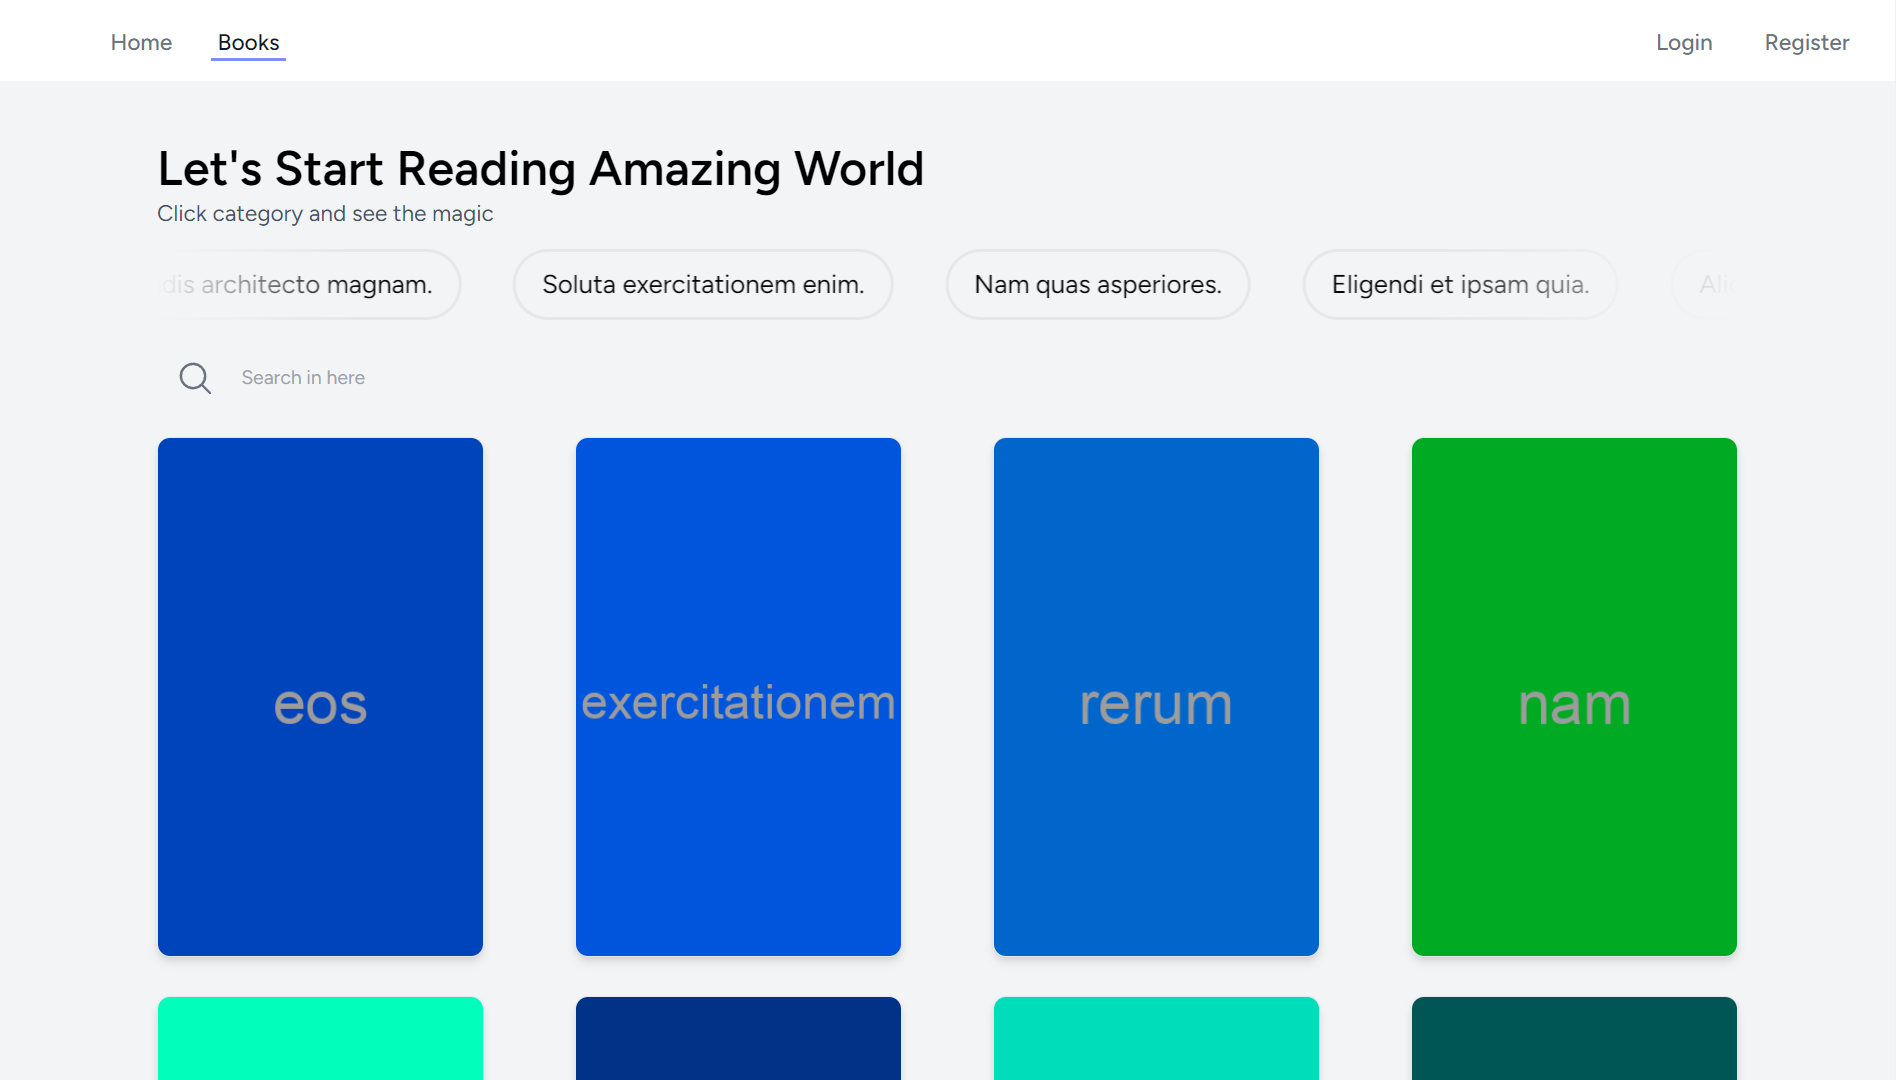 Home Books Login Register
Let's Start Reading Amazing World
Click category and see the magic
dis architecto magnam. Soluta exercitationem enim. Nam quas asperiores. Eligendi et ipsam quia.
Search in here
eos exercitationem rerum nam